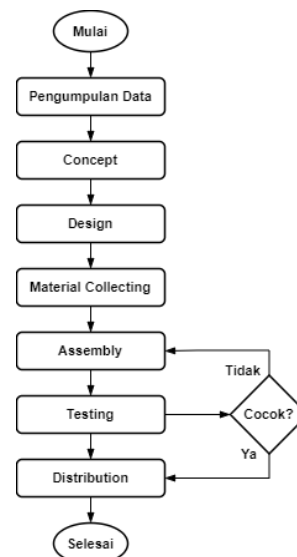 Mulai
Pengumpulan Data
Concept
Design
Material Collecting
Assembly
Tidak
Testing
Cocok?
Ya
Distribution
Selesai